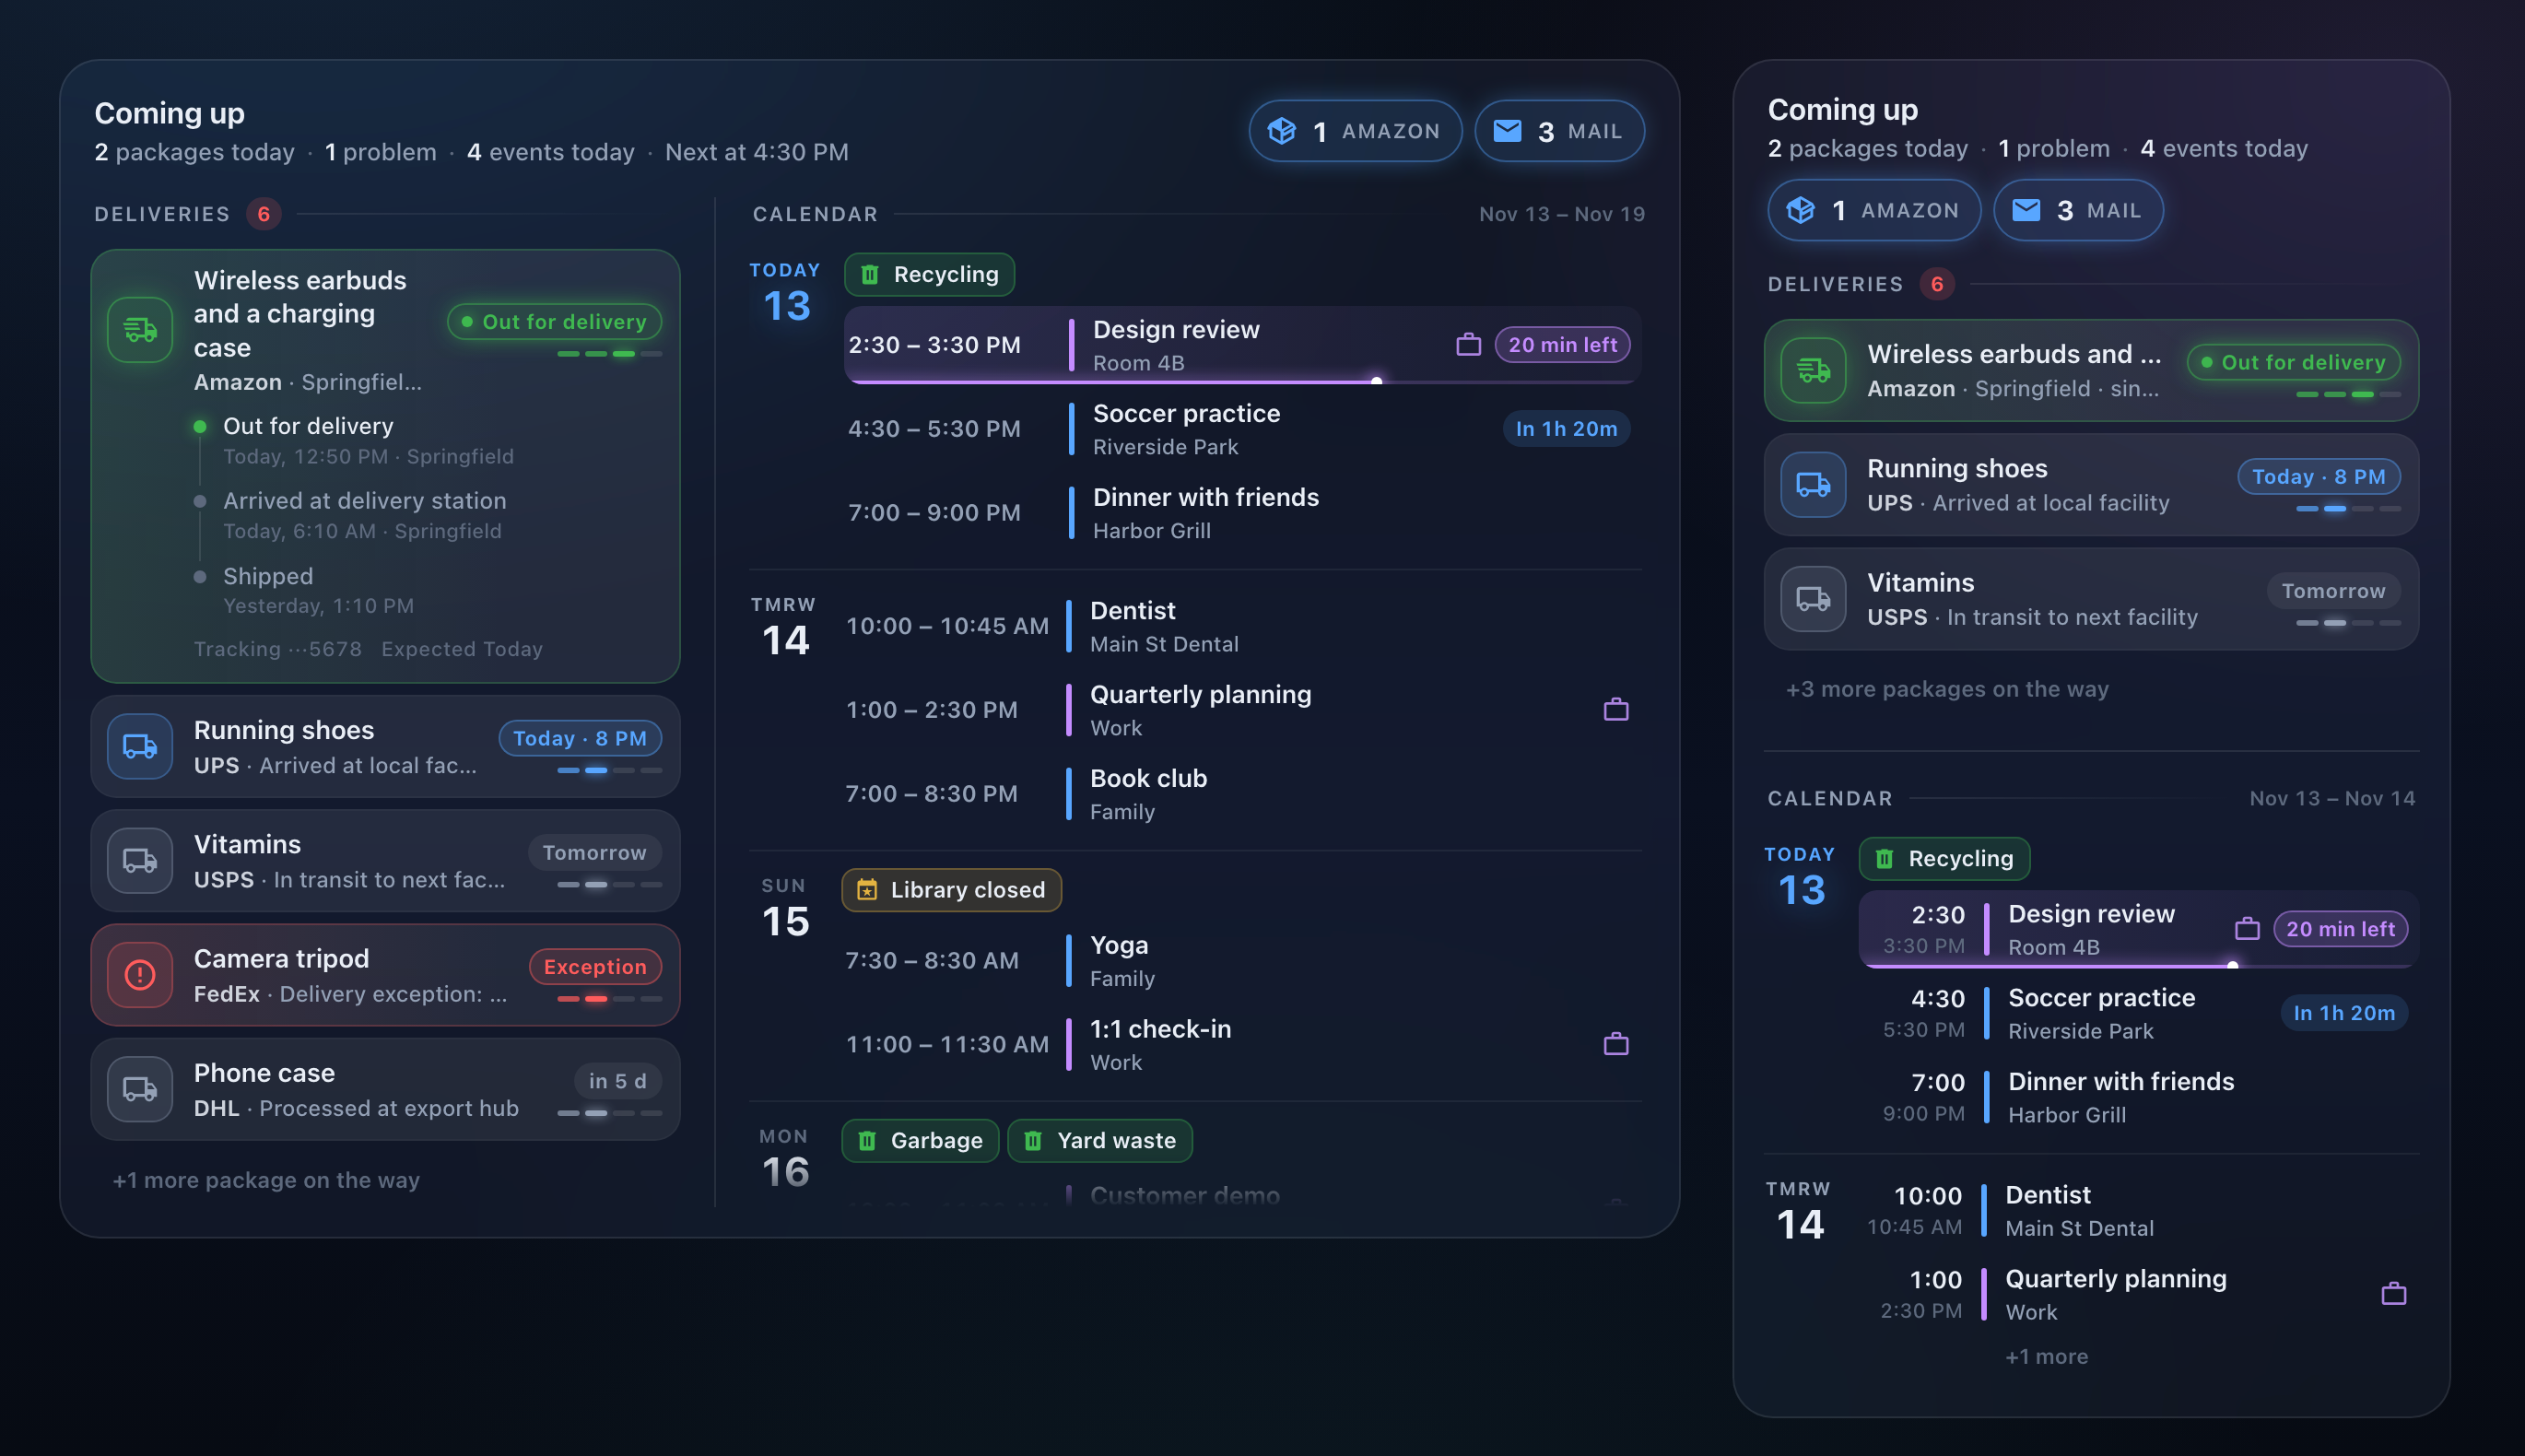 Coming up
2 packages today · 1 problem · 4 events today · Next at 4:30 PM
1 AMAZON
3 MAIL
DELIVERIES 6
Wireless earbuds
and a charging
case
Amazon · Springfiel...
Out for delivery
Out for delivery
Today, 12:50 PM · Springfield
Arrived at delivery station
Today, 6:10 AM · Springfield
Shipped
Yesterday, 1:10 PM
Tracking ···5678 Expected Today
Running shoes
UPS · Arrived at local fac...
Today · 8 PM
Vitamins
USPS · In transit to next fac...
Tomorrow
Camera tripod
FedEx · Delivery exception: ...
Exception
Phone case
DHL · Processed at export hub
in 5 d
+1 more package on the way
CALENDAR
Nov 13 – Nov 19
TODAY
13
Recycling
2:30 – 3:30 PM
Design review
Room 4B
20 min left
4:30 – 5:30 PM
Soccer practice
Riverside Park
In 1h 20m
7:00 – 9:00 PM
Dinner with friends
Harbor Grill
TMRW
14
10:00 – 10:45 AM
Dentist
Main St Dental
1:00 – 2:30 PM
Quarterly planning
Work
7:00 – 8:30 PM
Book club
Family
SUN
15
Library closed
7:30 – 8:30 AM
Yoga
Family
11:00 – 11:30 AM
1:1 check-in
Work
MON
16
Garbage
Yard waste
Customer demo
Coming up
2 packages today · 1 problem · 4 events today
1 AMAZON
3 MAIL
DELIVERIES 6
Wireless earbuds and ...
Amazon · Springfield · sin...
Out for delivery
Running shoes
UPS · Arrived at local facility
Today · 8 PM
Vitamins
USPS · In transit to next facility
Tomorrow
+3 more packages on the way
CALENDAR
Nov 13 – Nov 14
TODAY
13
Recycling
2:30
3:30 PM
Design review
Room 4B
20 min left
4:30
5:30 PM
Soccer practice
Riverside Park
In 1h 20m
7:00
9:00 PM
Dinner with friends
Harbor Grill
TMRW
14
10:00
10:45 AM
Dentist
Main St Dental
1:00
2:30 PM
Quarterly planning
Work
+1 more